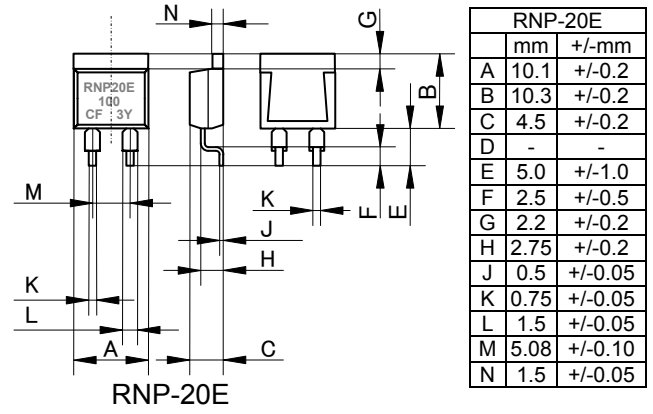 N
G
RNP20E
100
CF 3Y
B
M
K
F
E
J
K
H
L
A
C
RNP-20E
RNP-20E
mm +/-mm
A 10.1 +/-0.2
B 10.3 +/-0.2
C 4.5 +/-0.2
D - -
E 5.0 +/-1.0
F 2.5 +/-0.5
G 2.2 +/-0.2
H 2.75 +/-0.2
J 0.5 +/-0.05
K 0.75 +/-0.05
L 1.5 +/-0.05
M 5.08 +/-0.10
N 1.5 +/-0.05